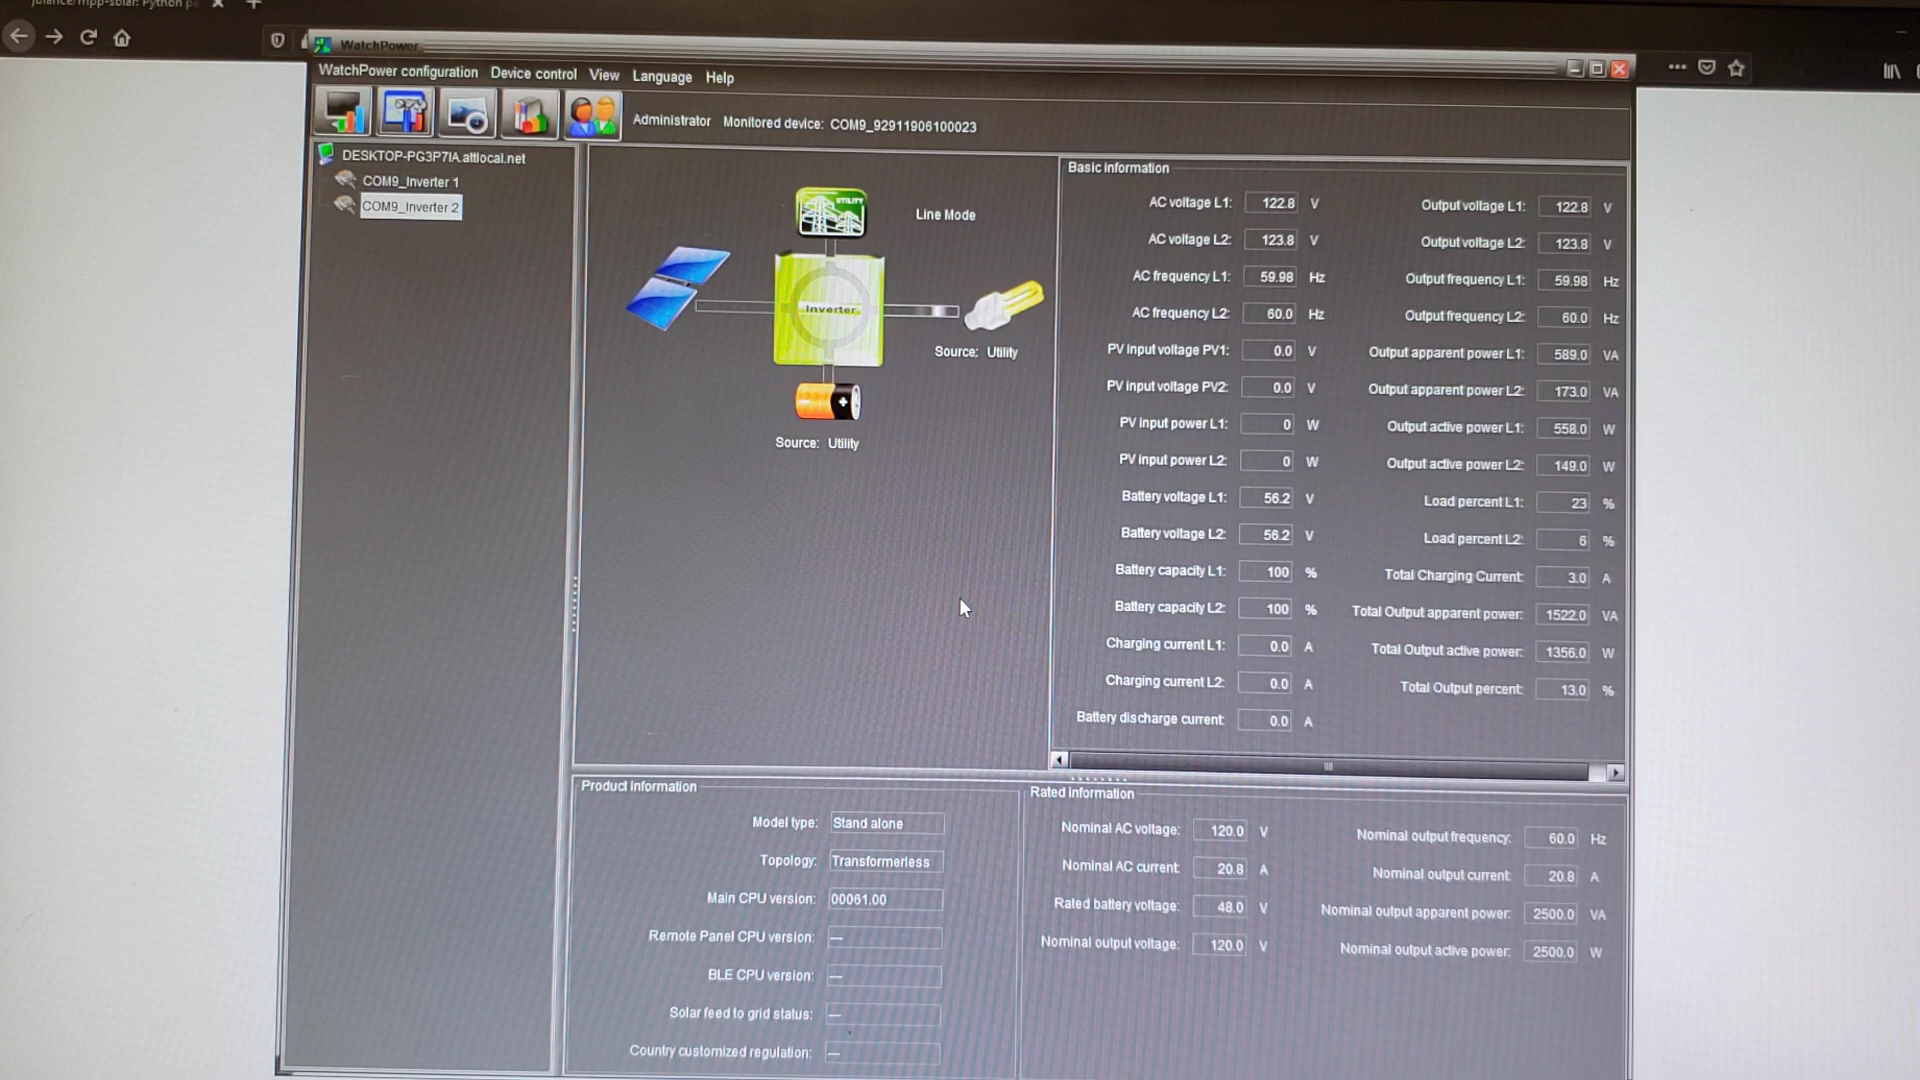 jblance/mpp-solar: Python pa
WatchPower
WatchPower configuration Device control View Language Help
Administrator Monitored device: COM9_92911906100023
DESKTOP-PG3P7IA.attlocal.net
COM9_Inverter 1
COM9_Inverter 2
UTILITY
Line Mode
Inverter
Source: Utility
Source: Utility
Basic information
AC voltage L1: 122.8 V
AC voltage L2: 123.8 V
AC frequency L1: 59.98 Hz
AC frequency L2: 60.0 Hz
PV input voltage PV1: 0.0 V
PV input voltage PV2: 0.0 V
PV input power L1: 0 W
PV input power L2: 0 W
Battery voltage L1: 56.2 V
Battery voltage L2: 56.2 V
Battery capacity L1: 100 %
Battery capacity L2: 100 %
Charging current L1: 0.0 A
Charging current L2: 0.0 A
Battery discharge current: 0.0 A
Output voltage L1: 122.8 V
Output voltage L2: 123.8 V
Output frequency L1: 59.98 Hz
Output frequency L2: 60.0 Hz
Output apparent power L1: 589.0 VA
Output apparent power L2: 173.0 VA
Output active power L1: 558.0 W
Output active power L2: 149.0 W
Load percent L1: 23 %
Load percent L2: 6 %
Total Charging Current: 3.0 A
Total Output apparent power: 1522.0 VA
Total Output active power: 1356.0 W
Total Output percent: 13.0 %
Product information
Model type: Stand alone
Topology: Transformerless
Main CPU version: 00061.00
Remote Panel CPU version: ---
BLE CPU version: ---
Solar feed to grid status: ---
Country customized regulation: ---
Rated information
Nominal AC voltage: 120.0 V
Nominal AC current: 20.8 A
Rated battery voltage: 48.0 V
Nominal output voltage: 120.0 V
Nominal output frequency: 60.0 Hz
Nominal output current: 20.8 A
Nominal output apparent power: 2500.0 VA
Nominal output active power: 2500.0 W